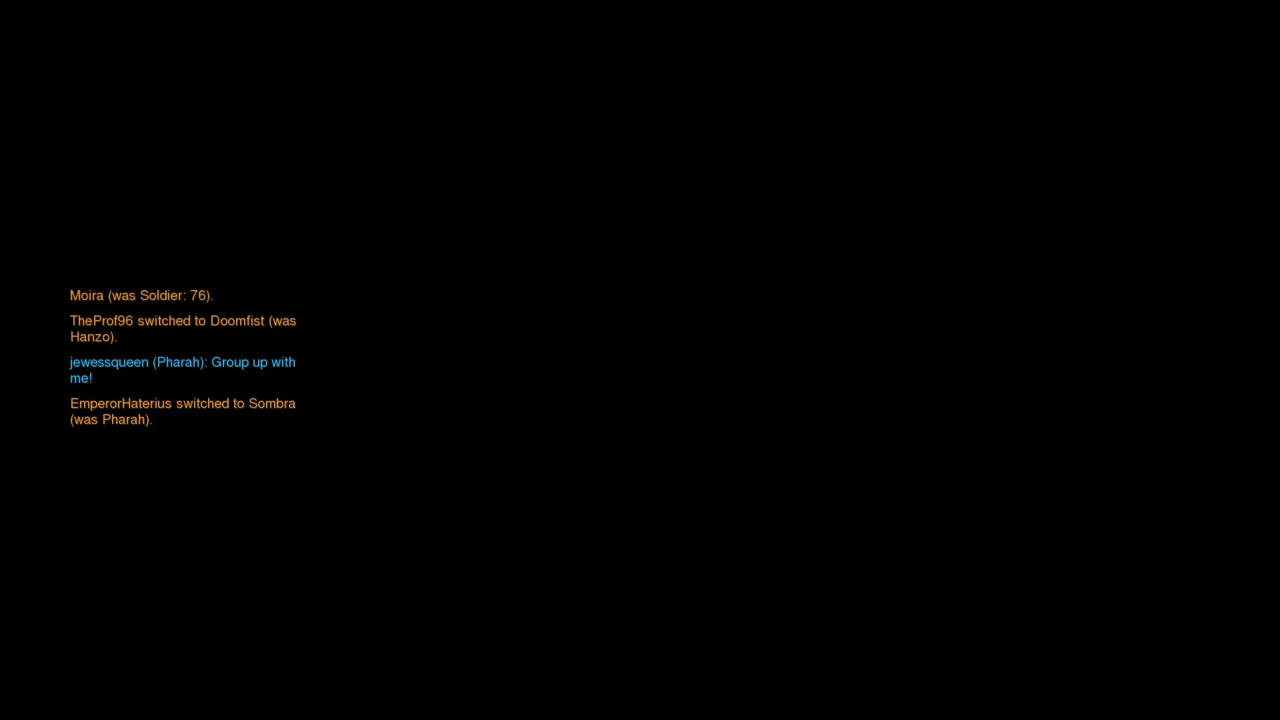 Moira (was Soldier: 76).
TheProf96 switched to Doomfist (was
Hanzo).
jewessqueen (Pharah): Group up with
me!
EmperorHaterius switched to Sombra
(was Pharah).